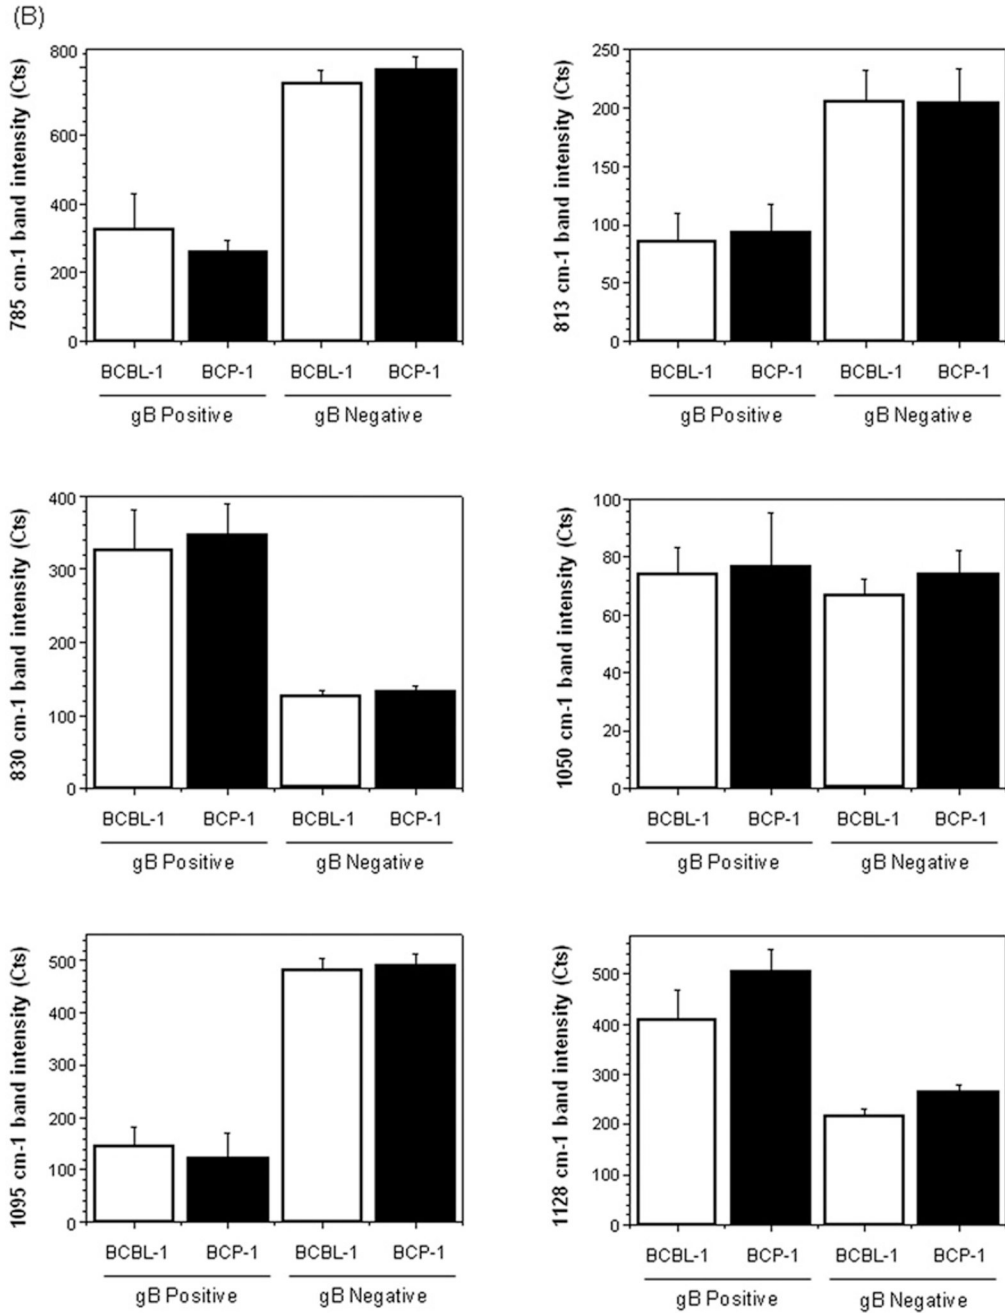 (B)
785 cm-1 band intensity (Cts)
800
600
400
200
0
BCBL-1 BCP-1 BCBL-1 BCP-1
gB Positive gB Negative
813 cm-1 band intensity (Cts)
250
200
150
100
50
0
BCBL-1 BCP-1 BCBL-1 BCP-1
gB Positive gB Negative
830 cm-1 band intensity (Cts)
400
300
200
100
0
BCBL-1 BCP-1 BCBL-1 BCP-1
gB Positive gB Negative
1050 cm-1 band intensity (Cts)
100
80
60
40
20
0
BCBL-1 BCP-1 BCBL-1 BCP-1
gB Positive gB Negative
1095 cm-1 band intensity (Cts)
500
400
300
200
100
0
BCBL-1 BCP-1 BCBL-1 BCP-1
gB Positive gB Negative
1128 cm-1 band intensity (Cts)
500
400
300
200
100
0
BCBL-1 BCP-1 BCBL-1 BCP-1
gB Positive gB Negative